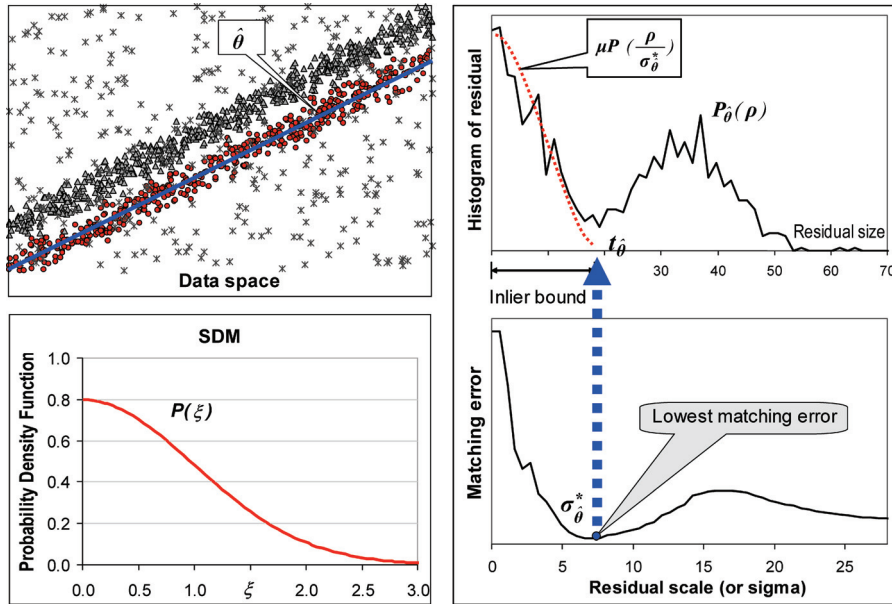 θ̂
Data space
SDM
Probability Density Function
1.0
0.8
0.6
0.4
0.2
0.0
P(ξ)
0.0 0.5 1.0 1.5 2.0 2.5 3.0
ξ
Histogram of residual
μP (ρ/σ*θ̂)
Pθ̂(ρ)
Residual size
tθ̂
30 40 50 60 70
Inlier bound
Matching error
Lowest matching error
σ*θ̂
0 5 10 15 20 25
Residual scale (or sigma)